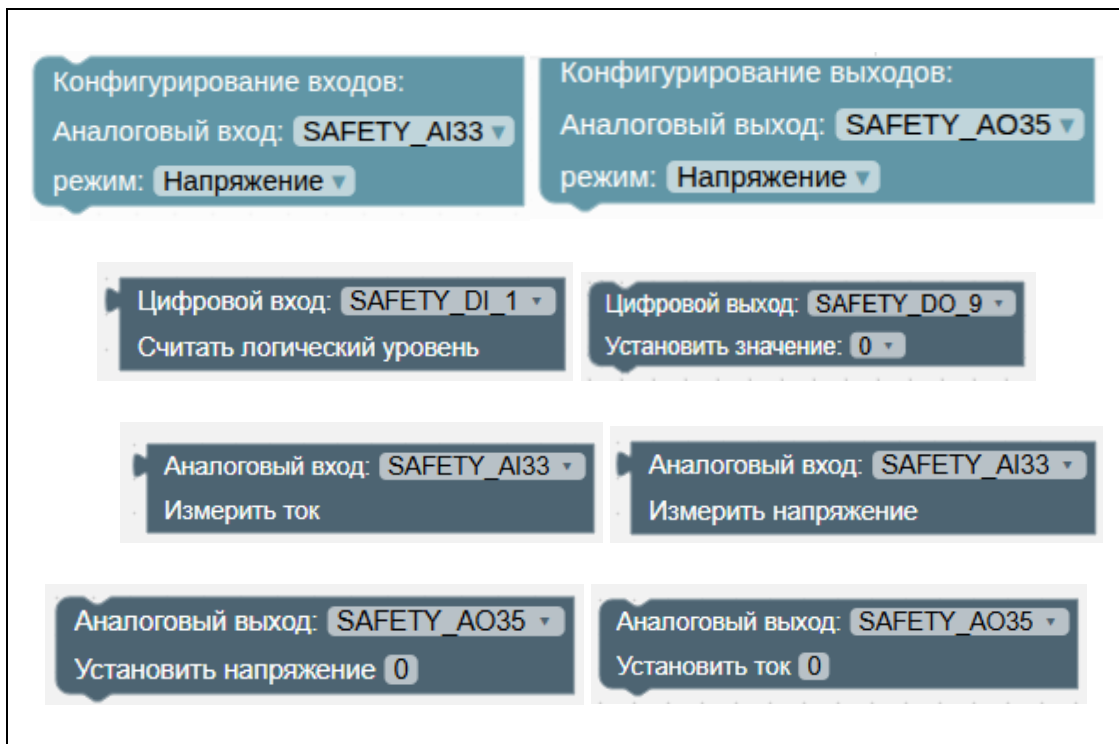 Конфигурирование входов:
Аналоговый вход: SAFETY_AI33
режим: Напряжение
Конфигурирование выходов:
Аналоговый выход: SAFETY_AO35
режим: Напряжение
Цифровой вход: SAFETY_DI_1
Считать логический уровень
Цифровой выход: SAFETY_DO_9
Установить значение: 0
Аналоговый вход: SAFETY_AI33
Измерить ток
Аналоговый вход: SAFETY_AI33
Измерить напряжение
Аналоговый выход: SAFETY_AO35
Установить напряжение 0
Аналоговый выход: SAFETY_AO35
Установить ток 0